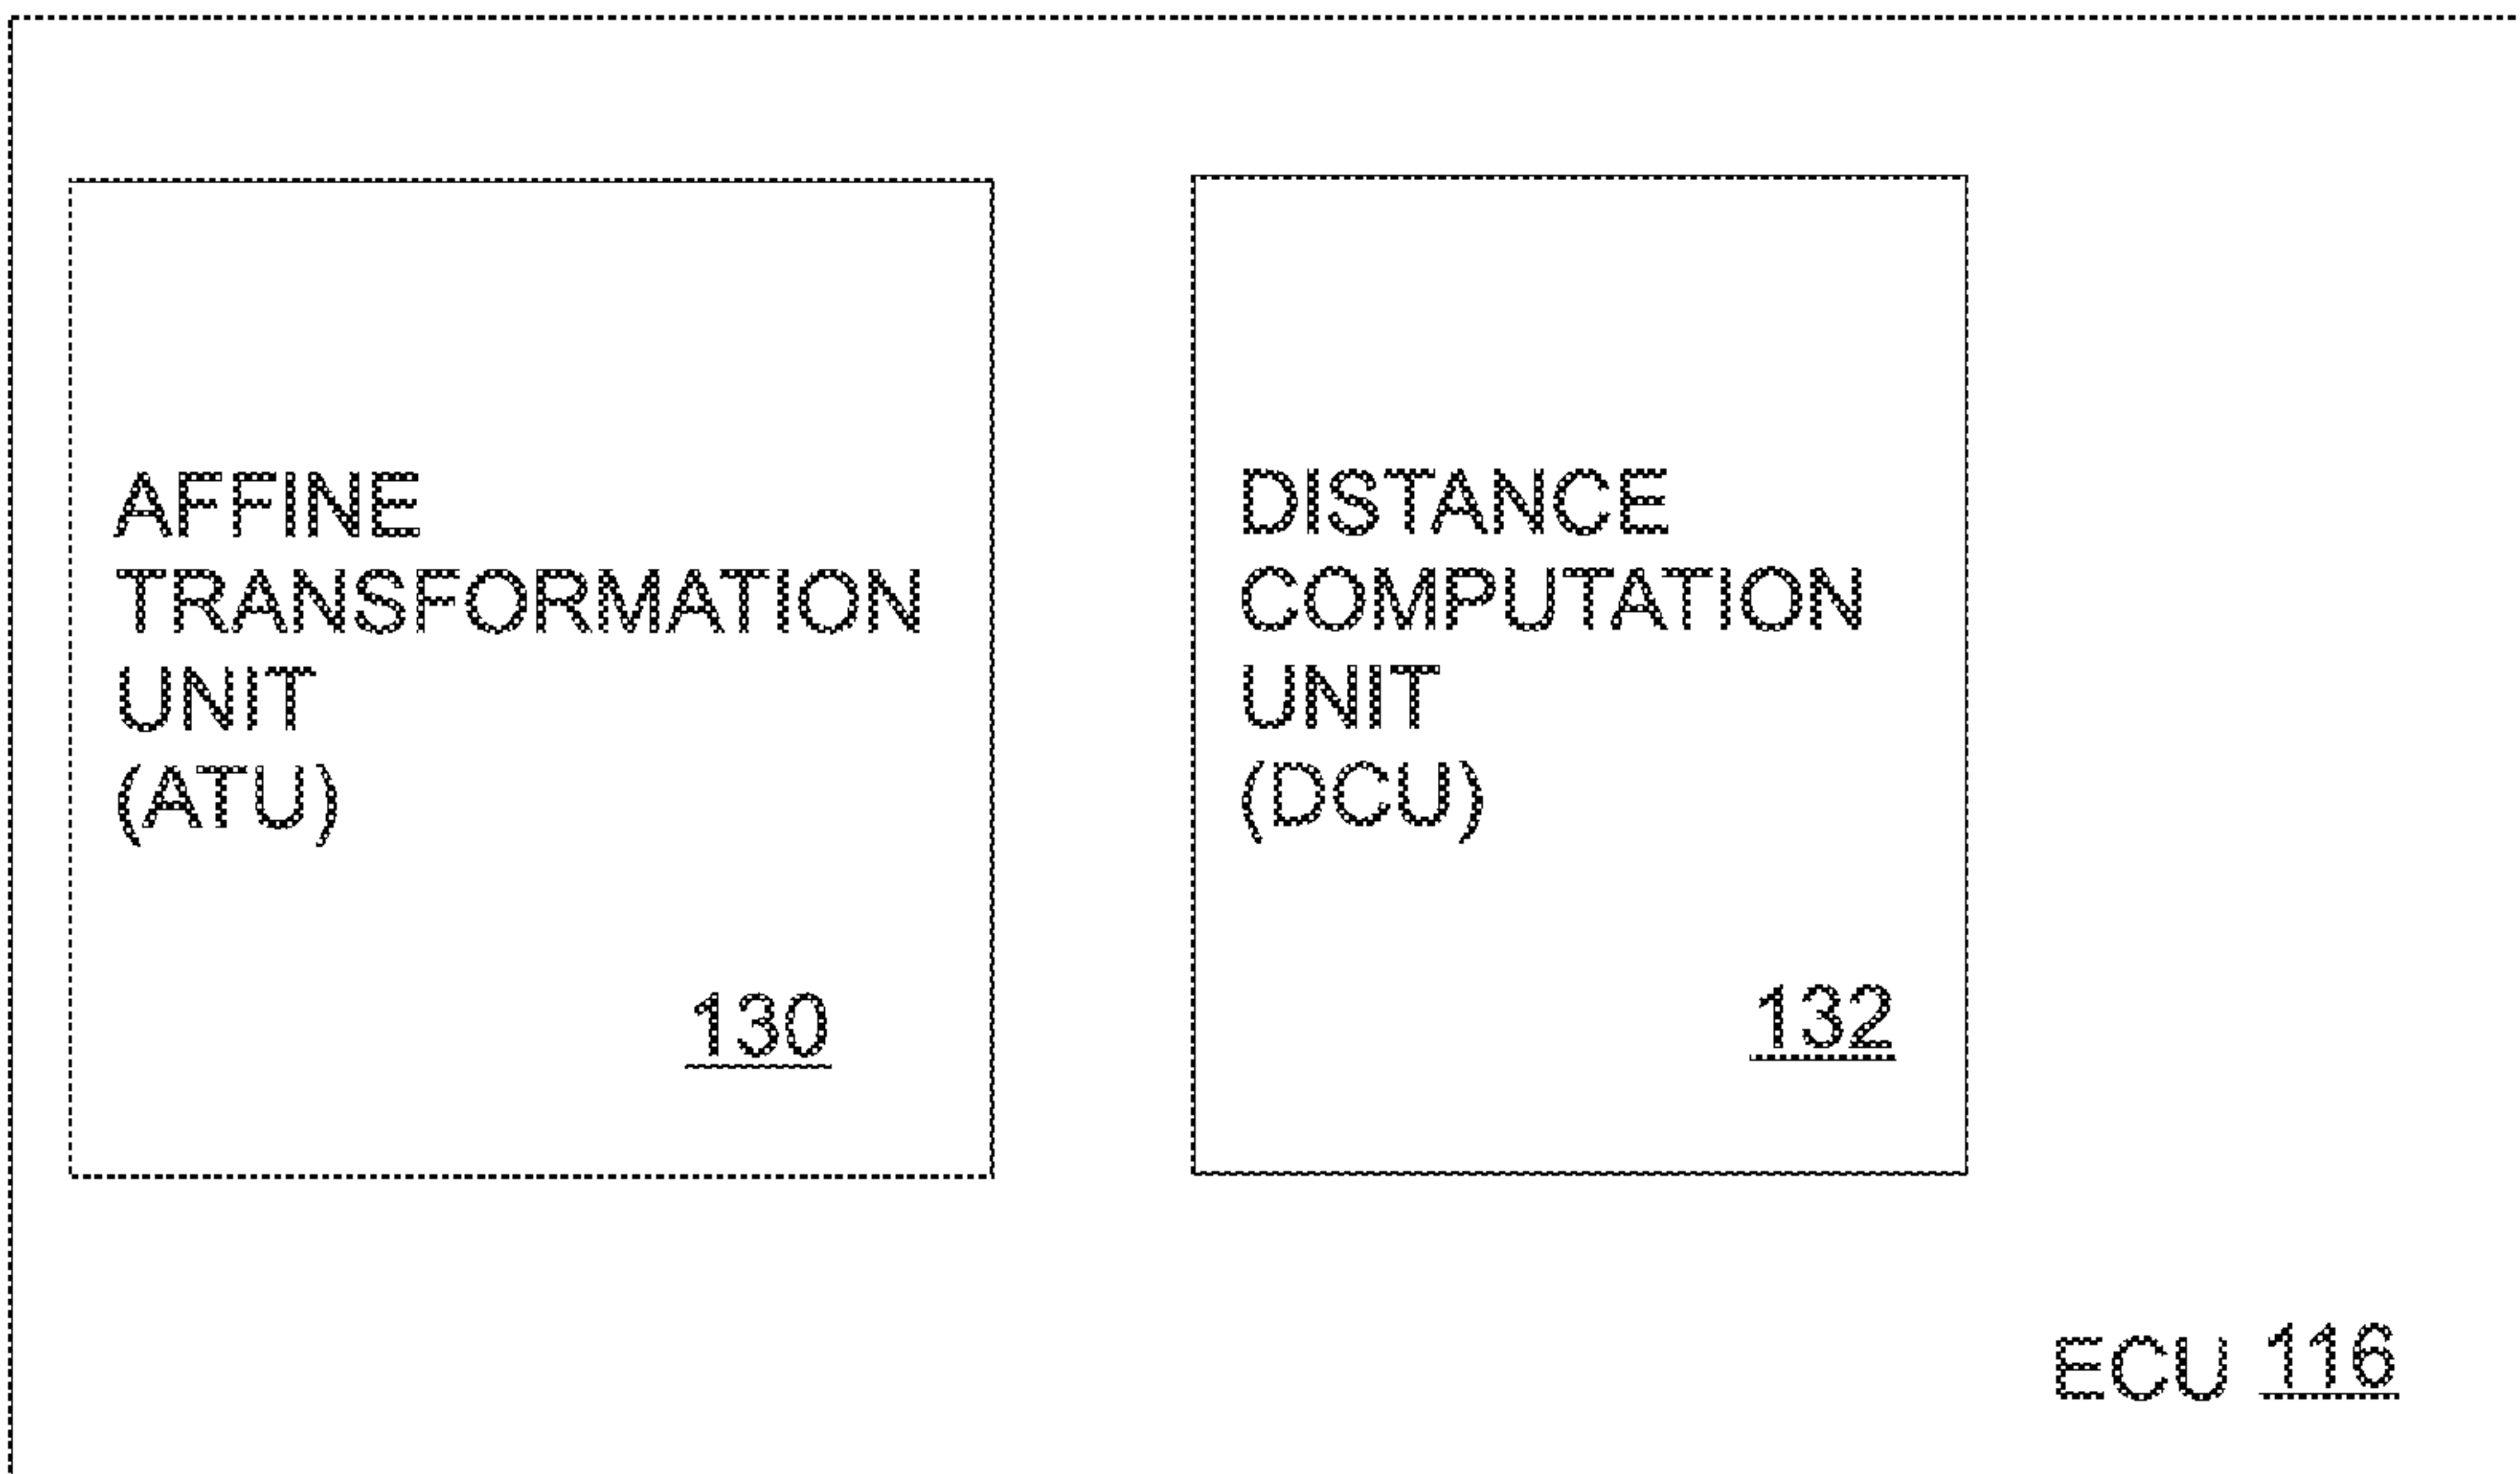 AFFINE
TRANSFORMATION
UNIT
(ATU)
130
DISTANCE
COMPUTATION
UNIT
(DCU)
132
ECU 116